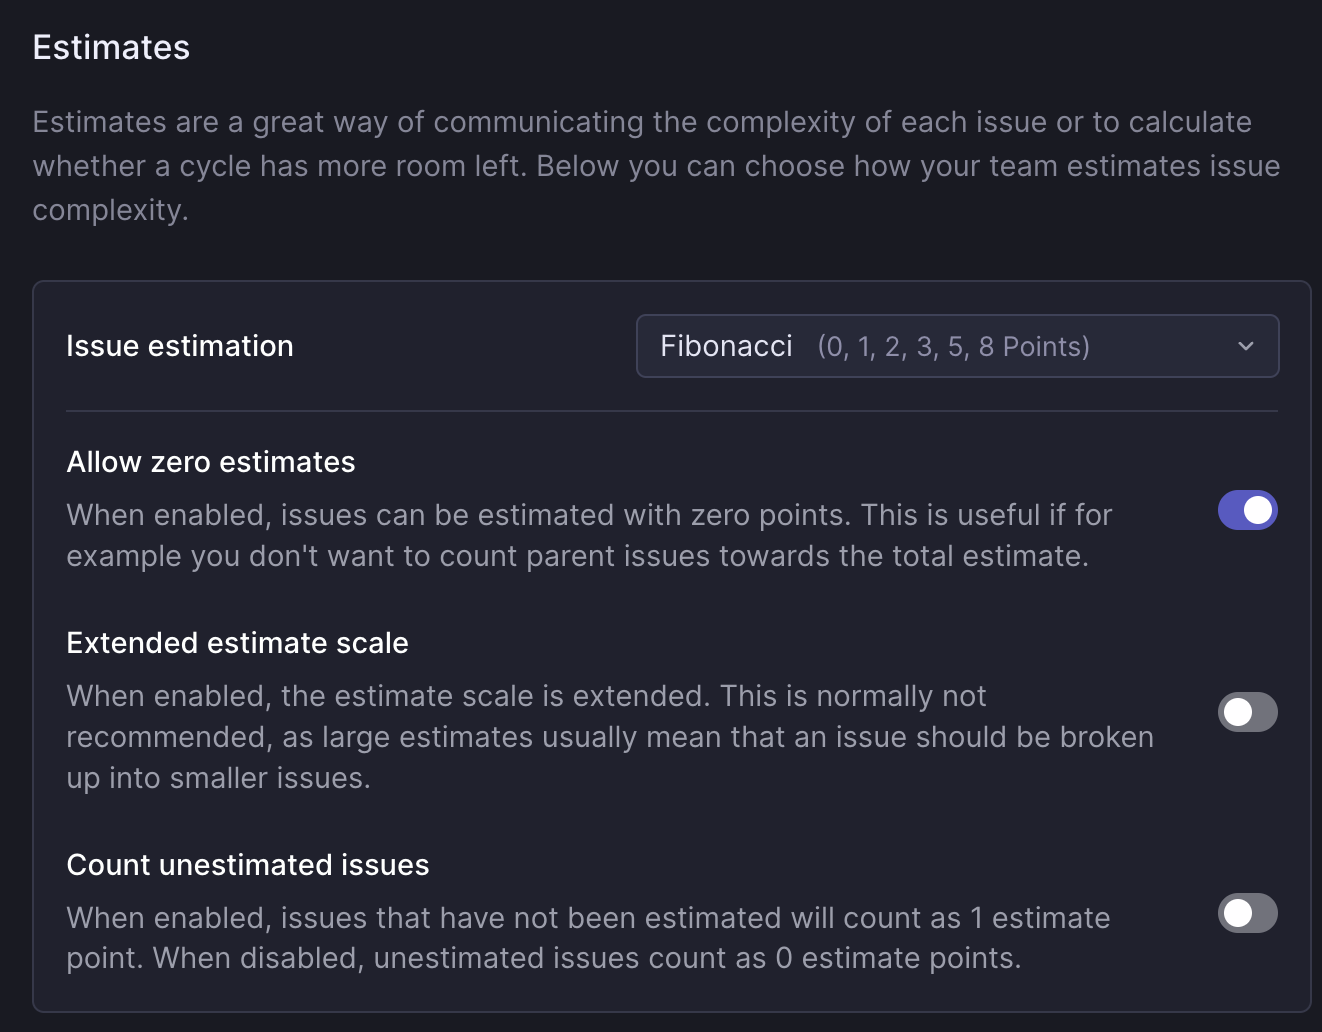 Estimates
Estimates are a great way of communicating the complexity of each issue or to calculate
whether a cycle has more room left. Below you can choose how your team estimates issue
complexity.
Issue estimation
Fibonacci (0, 1, 2, 3, 5, 8 Points)
Allow zero estimates
When enabled, issues can be estimated with zero points. This is useful if for
example you don't want to count parent issues towards the total estimate.
Extended estimate scale
When enabled, the estimate scale is extended. This is normally not
recommended, as large estimates usually mean that an issue should be broken
up into smaller issues.
Count unestimated issues
When enabled, issues that have not been estimated will count as 1 estimate
point. When disabled, unestimated issues count as 0 estimate points.